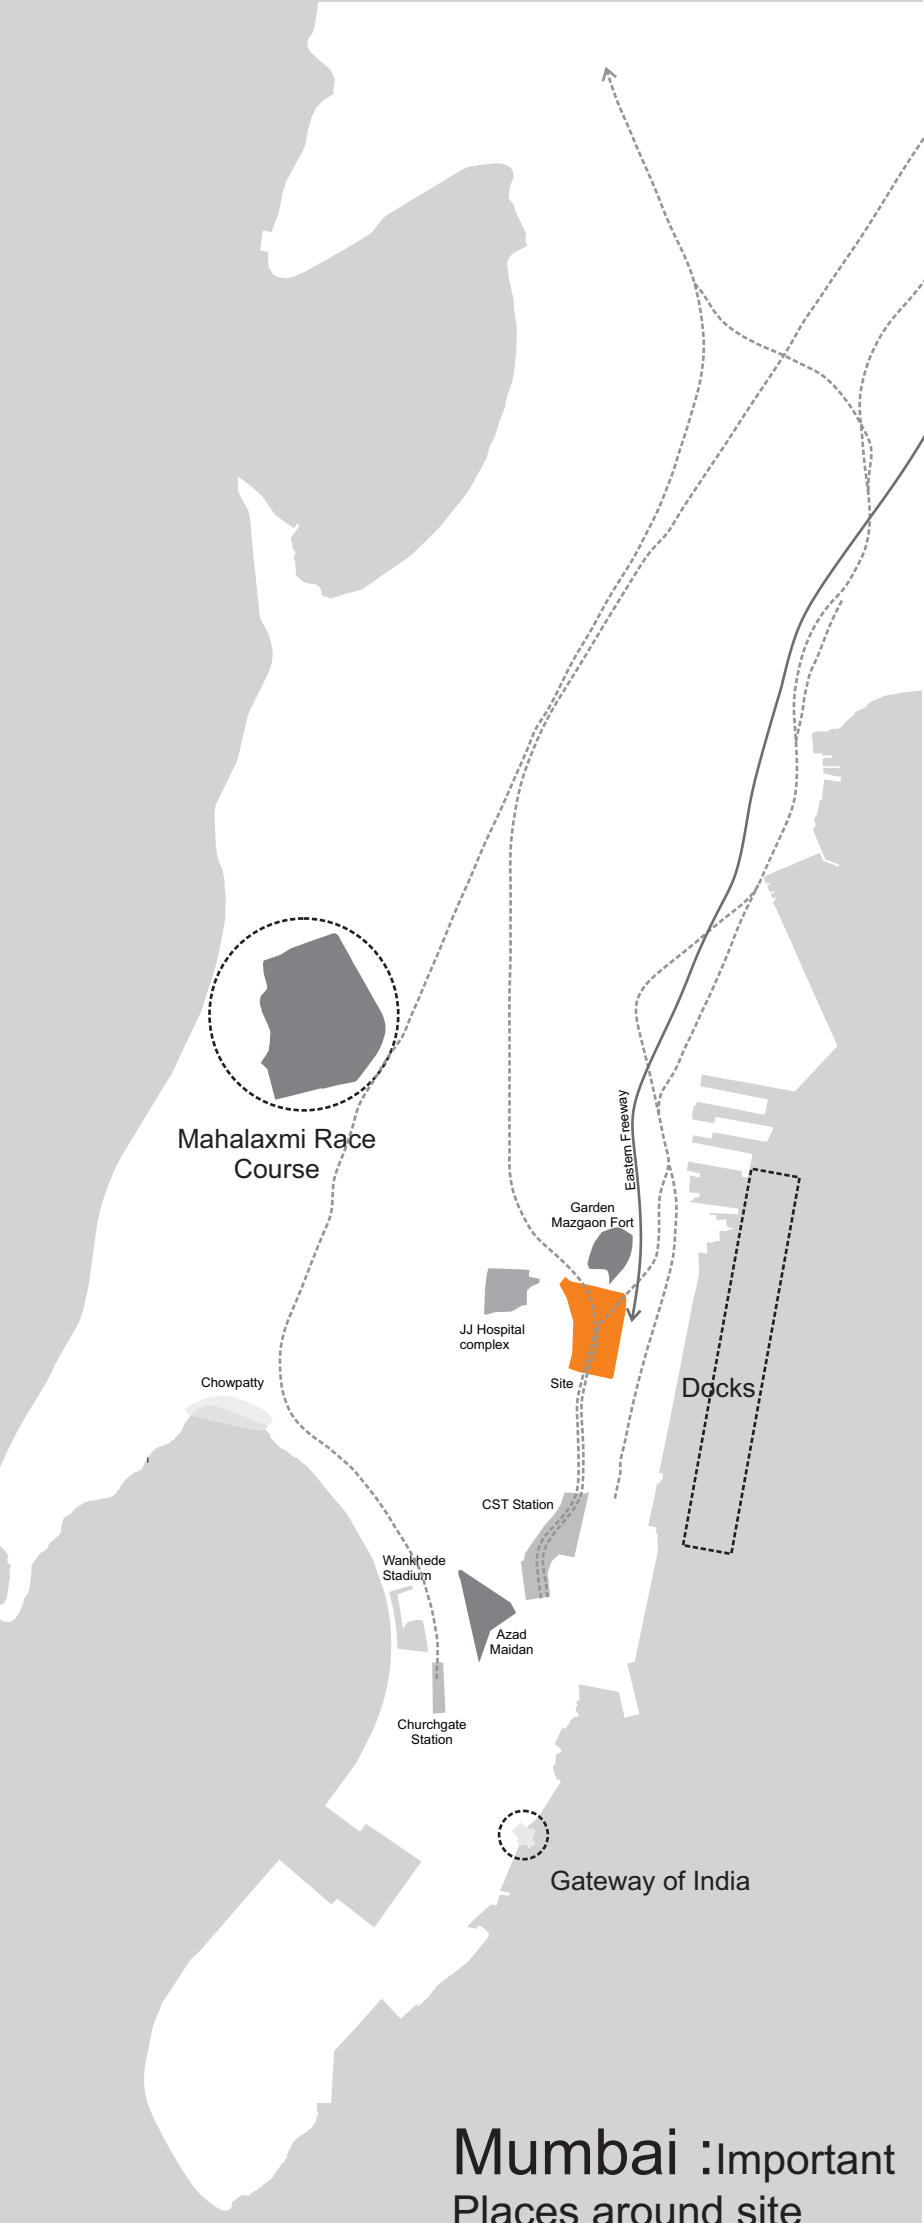 Mahalaxmi Race
Course
Eastern Freeway
Garden
Mazgaon Fort
JJ Hospital
complex
Site
Chowpatty
Docks
CST Station
Wankhede
Stadium
Azad
Maidan
Churchgate
Station
Gateway of India
Mumbai :Important
Places around site